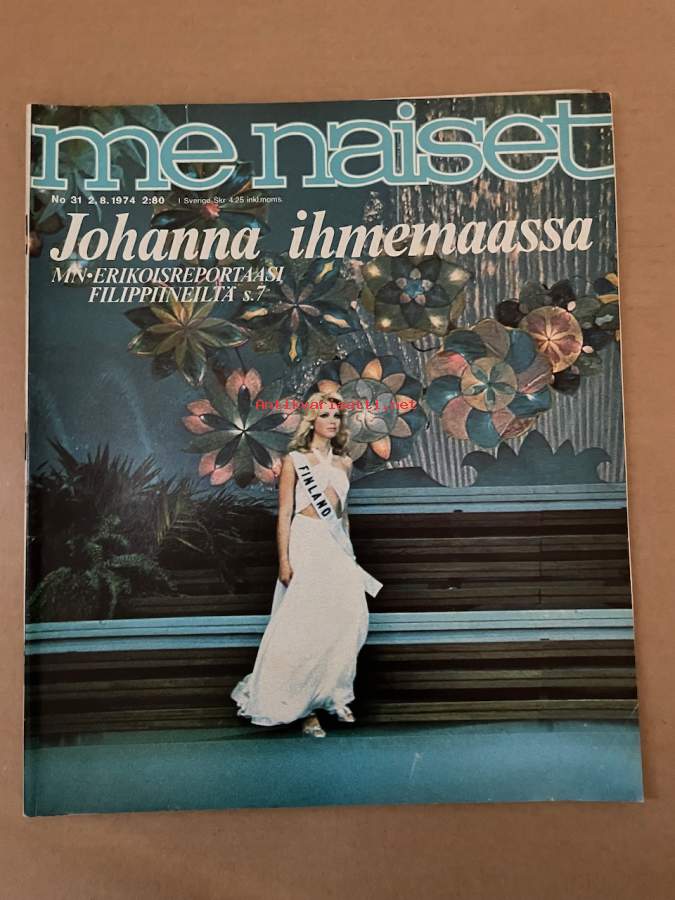 me naiset
No 31 2.8.1974 2:80 | Sverige Skr 4.25 inkl.moms.
Johanna ihmemaassa
MN•ERIKOISREPORTAASI
FILIPPIINEILTÄ s.7
Antikvariaatti.net
FINLAND